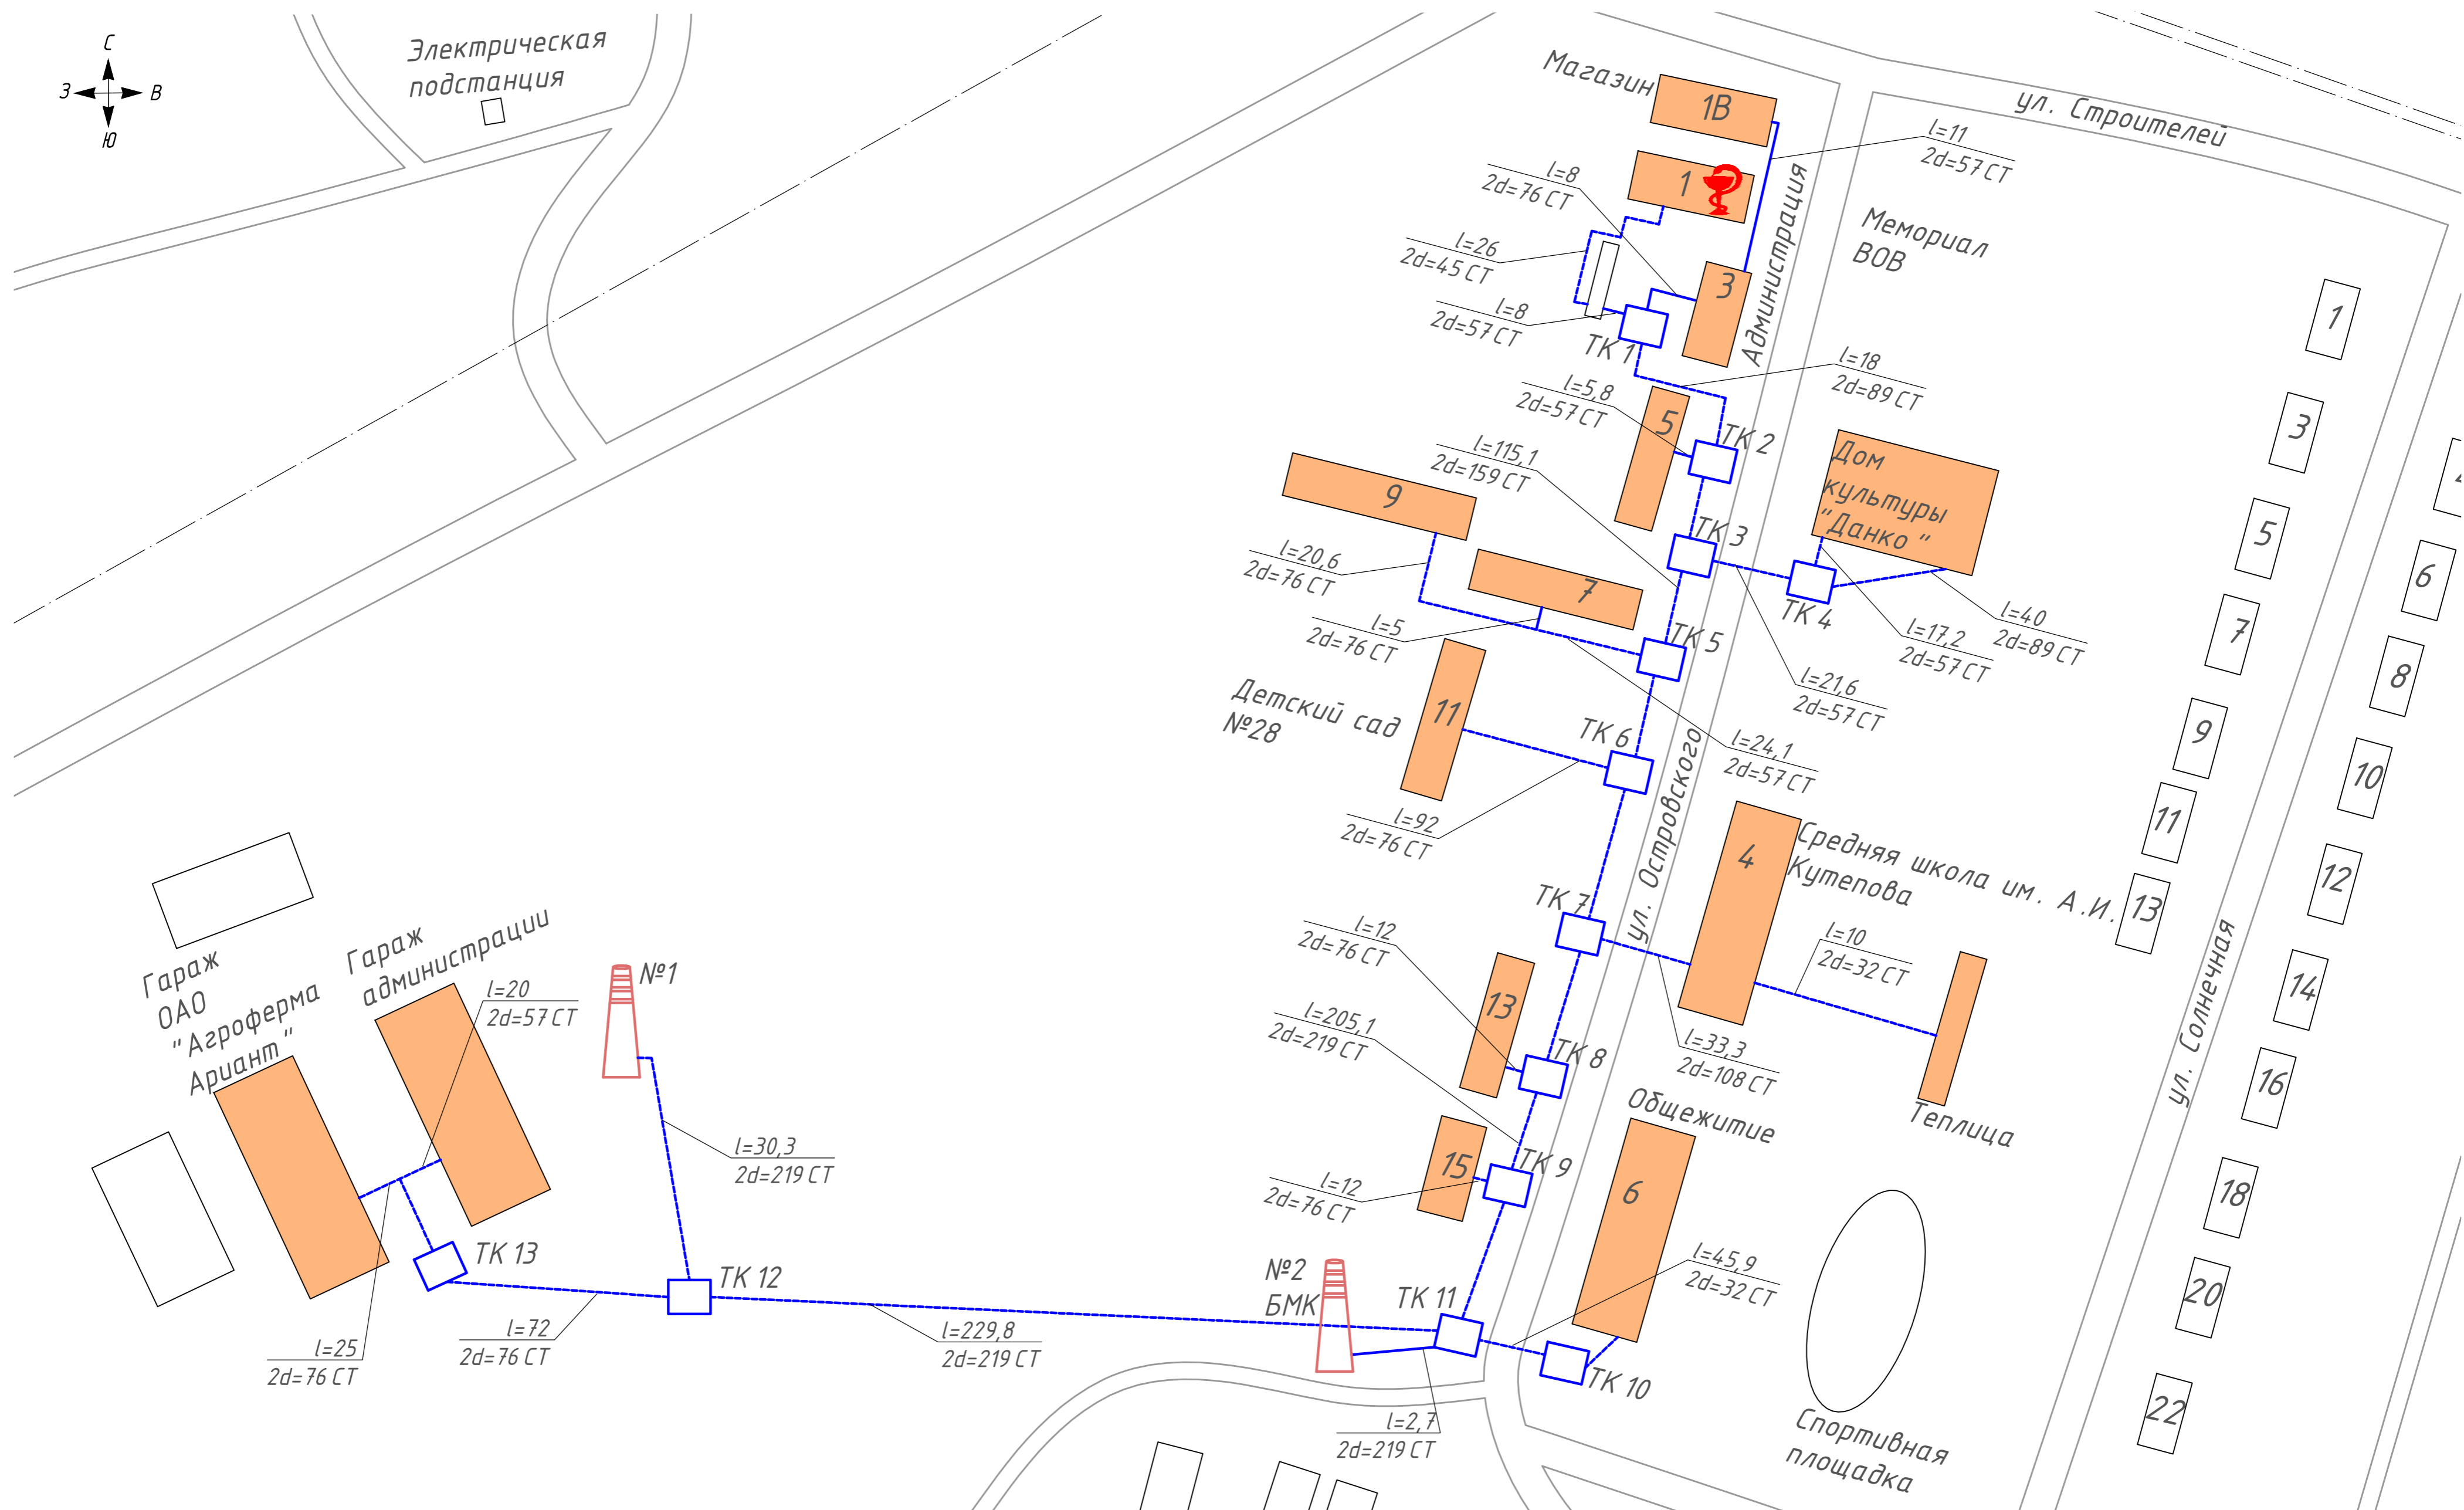 С
З
В
Ю
Электрическая
подстанция
Магазин
1В
1
ул. Строителей
l=11
2d=57 СТ
l=8
2d=76 СТ
Администрация
Мемориал
ВОВ
l=26
2d=45 СТ
3
l=8
2d=57 СТ
ТК 1
l=18
2d=89 СТ
l=5,8
2d=57 СТ
5
ТК 2
l=115,1
2d=159 СТ
Дом
культуры
"Данко "
9
ТК 3
l=20,6
2d=76 СТ
7
ТК 4
l=40
2d=89 СТ
l=17,2
2d=57 СТ
l=5
2d=76 СТ
ТК 5
l=21,6
2d=57 СТ
Детский сад
№28
11
ТК 6
l=24,1
2d=57 СТ
l=92
2d=76 СТ
ул. Островского
4
Средняя школа им. А.И.
Кутепова
ТК 7
l=12
2d=76 СТ
l=10
2d=32 СТ
13
l=205,1
2d=219 СТ
ТК 8
l=33,3
2d=108 СТ
Теплица
Общежитие
15
ТК 9
l=12
2d=76 СТ
6
l=45,9
2d=32 СТ
№2
БМК
ТК 11
ТК 10
l=2,7
2d=219 СТ
Спортивная
площадка
Гараж
ОАО
"Агроферма
Ариант "
Гараж
администрации
l=20
2d=57 СТ
№1
l=30,3
2d=219 СТ
ТК 13
ТК 12
l=25
2d=76 СТ
l=72
2d=76 СТ
l=229,8
2d=219 СТ
ул. Солнечная
1
3
5
7
9
11
13
6
8
10
12
14
16
18
20
22